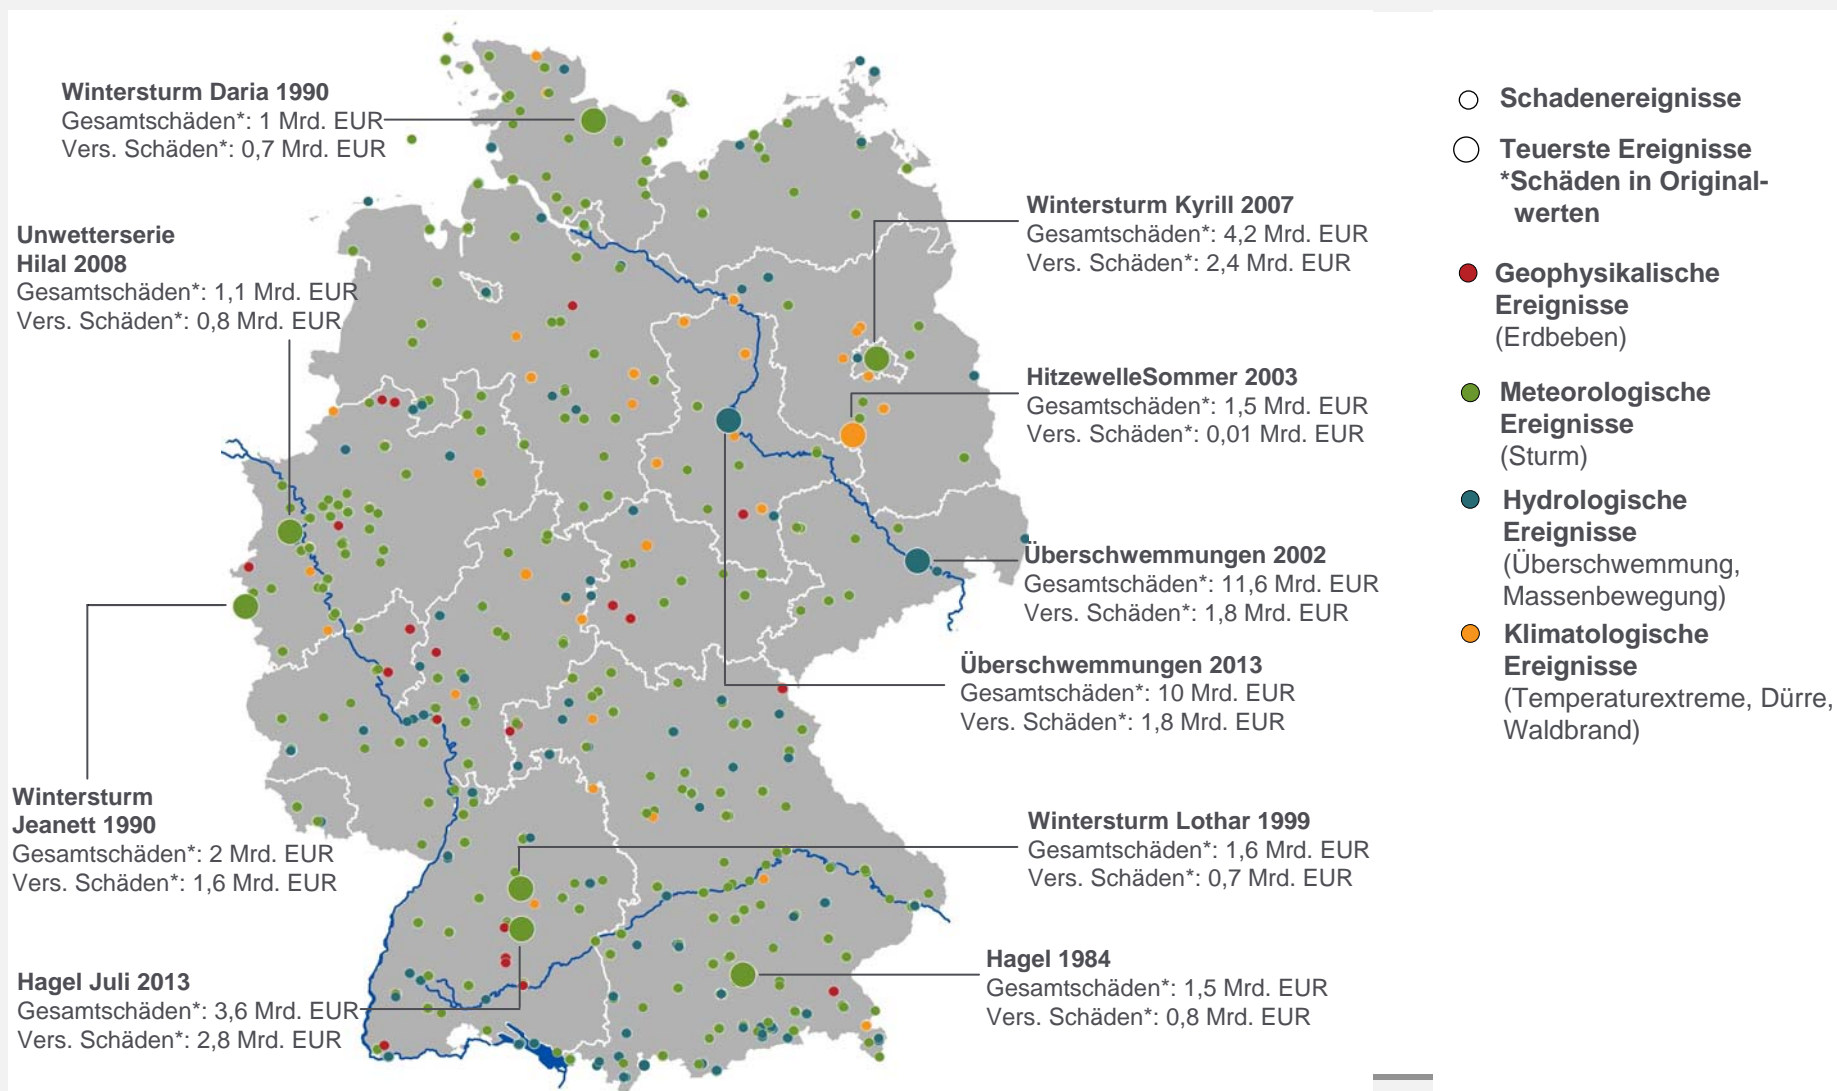 Wintersturm Daria 1990
Gesamtschäden*: 1 Mrd. EUR
Vers. Schäden*: 0,7 Mrd. EUR
Unwetterserie
Hilal 2008
Gesamtschäden*: 1,1 Mrd. EUR
Vers. Schäden*: 0,8 Mrd. EUR
Wintersturm
Jeanett 1990
Gesamtschäden*: 2 Mrd. EUR
Vers. Schäden*: 1,6 Mrd. EUR
Hagel Juli 2013
Gesamtschäden*: 3,6 Mrd. EUR
Vers. Schäden*: 2,8 Mrd. EUR
Wintersturm Kyrill 2007
Gesamtschäden*: 4,2 Mrd. EUR
Vers. Schäden*: 2,4 Mrd. EUR
HitzewelleSommer 2003
Gesamtschäden*: 1,5 Mrd. EUR
Vers. Schäden*: 0,01 Mrd. EUR
Überschwemmungen 2002
Gesamtschäden*: 11,6 Mrd. EUR
Vers. Schäden*: 1,8 Mrd. EUR
Überschwemmungen 2013
Gesamtschäden*: 10 Mrd. EUR
Vers. Schäden*: 1,8 Mrd. EUR
Wintersturm Lothar 1999
Gesamtschäden*: 1,6 Mrd. EUR
Vers. Schäden*: 0,7 Mrd. EUR
Hagel 1984
Gesamtschäden*: 1,5 Mrd. EUR
Vers. Schäden*: 0,8 Mrd. EUR
Schadenereignisse
Teuerste Ereignisse
*Schäden in Original-
werten
Geophysikalische
Ereignisse
(Erdbeben)
Meteorologische
Ereignisse
(Sturm)
Hydrologische
Ereignisse
(Überschwemmung,
Massenbewegung)
Klimatologische
Ereignisse
(Temperaturextreme, Dürre,
Waldbrand)